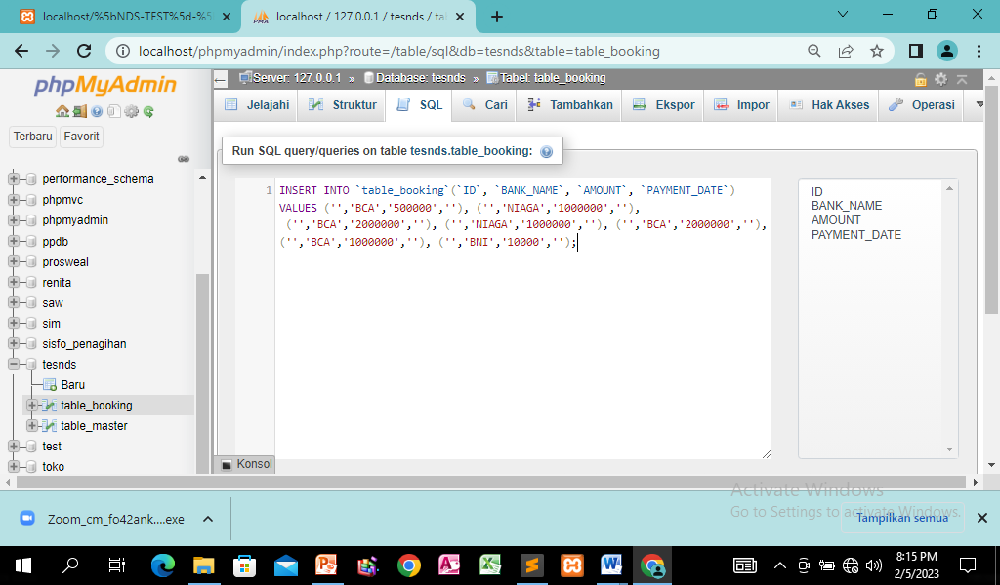 localhost/%5bNDS-TEST%5d-%5
localhost / 127.0.0.1 / tesnds / ta
localhost/phpmyadmin/index.php?route=/table/sql&db=tesnds&table=table_booking
phpMyAdmin
Terbaru
Favorit
performance_schema
phpmvc
phpmyadmin
ppdb
prosweal
renita
saw
sim
sisfo_penagihan
tesnds
Baru
table_booking
table_master
test
toko
Server: 127.0.0.1 » Database: tesnds » Tabel: table_booking
Jelajahi
Struktur
SQL
Cari
Tambahkan
Ekspor
Impor
Hak Akses
Operasi
Run SQL query/queries on table tesnds.table_booking:
1 INSERT INTO `table_booking`(`ID`, `BANK_NAME`, `AMOUNT`, `PAYMENT_DATE`)
VALUES ('','BCA','500000',''), ('','NIAGA','1000000',''),
('','BCA','2000000',''), ('','NIAGA','1000000',''), ('','BCA','2000000',''),
('','BCA','1000000',''), ('','BNI','10000','');
ID
BANK_NAME
AMOUNT
PAYMENT_DATE
Konsol
Activate Windows
Go to Settings to activate Windows.
Zoom_cm_fo42ank....exe
Tampilkan semua
8:15 PM
2/5/2023